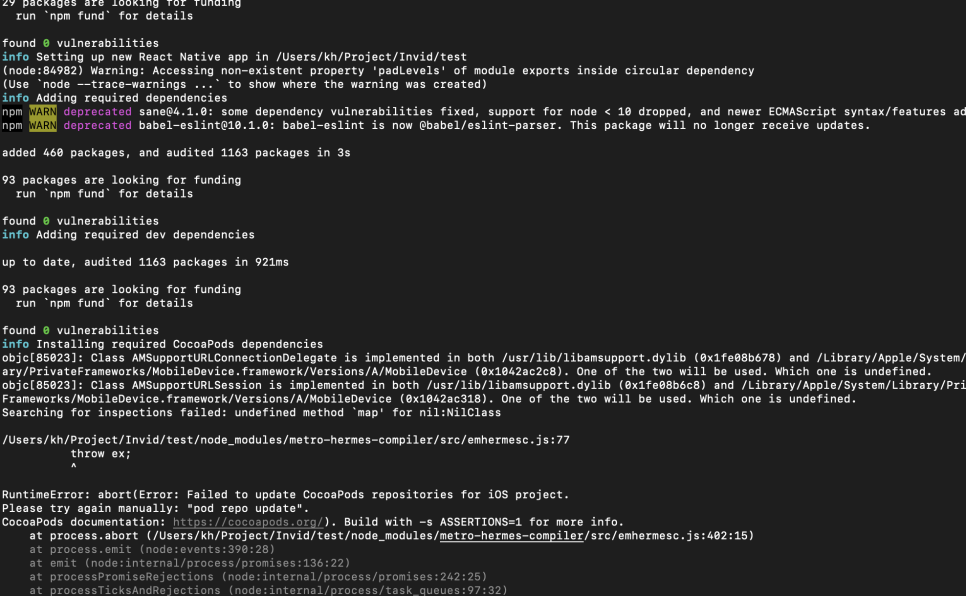 29 packages are looking for funding
  run `npm fund` for details

found 0 vulnerabilities
info Setting up new React Native app in /Users/kh/Project/Invid/test
(node:84982) Warning: Accessing non-existent property 'padLevels' of module exports inside circular dependency
(Use `node --trace-warnings ...` to show where the warning was created)
info Adding required dependencies
npm WARN deprecated sane@4.1.0: some dependency vulnerabilities fixed, support for node < 10 dropped, and newer ECMAScript syntax/features ad
npm WARN deprecated babel-eslint@10.1.0: babel-eslint is now @babel/eslint-parser. This package will no longer receive updates.

added 460 packages, and audited 1163 packages in 3s

93 packages are looking for funding
  run `npm fund` for details

found 0 vulnerabilities
info Adding required dev dependencies

up to date, audited 1163 packages in 921ms

93 packages are looking for funding
  run `npm fund` for details

found 0 vulnerabilities
info Installing required CocoaPods dependencies
objc[85023]: Class AMSupportURLConnectionDelegate is implemented in both /usr/lib/libamsupport.dylib (0x1fe08b678) and /Library/Apple/System/
ary/PrivateFrameworks/MobileDevice.framework/Versions/A/MobileDevice (0x1042ac2c8). One of the two will be used. Which one is undefined.
objc[85023]: Class AMSupportURLSession is implemented in both /usr/lib/libamsupport.dylib (0x1fe08b6c8) and /Library/Apple/System/Library/Pri
Frameworks/MobileDevice.framework/Versions/A/MobileDevice (0x1042ac318). One of the two will be used. Which one is undefined.
Searching for inspections failed: undefined method `map' for nil:NilClass

/Users/kh/Project/Invid/test/node_modules/metro-hermes-compiler/src/emhermesc.js:77
          throw ex;
          ^

RuntimeError: abort(Error: Failed to update CocoaPods repositories for iOS project.
Please try again manually: "pod repo update".
CocoaPods documentation: https://cocoapods.org/). Build with -s ASSERTIONS=1 for more info.
    at process.abort (/Users/kh/Project/Invid/test/node_modules/metro-hermes-compiler/src/emhermesc.js:402:15)
    at process.emit (node:events:390:28)
    at emit (node:internal/process/promises:136:22)
    at processPromiseRejections (node:internal/process/promises:242:25)
    at processTicksAndRejections (node:internal/process/task_queues:97:32)